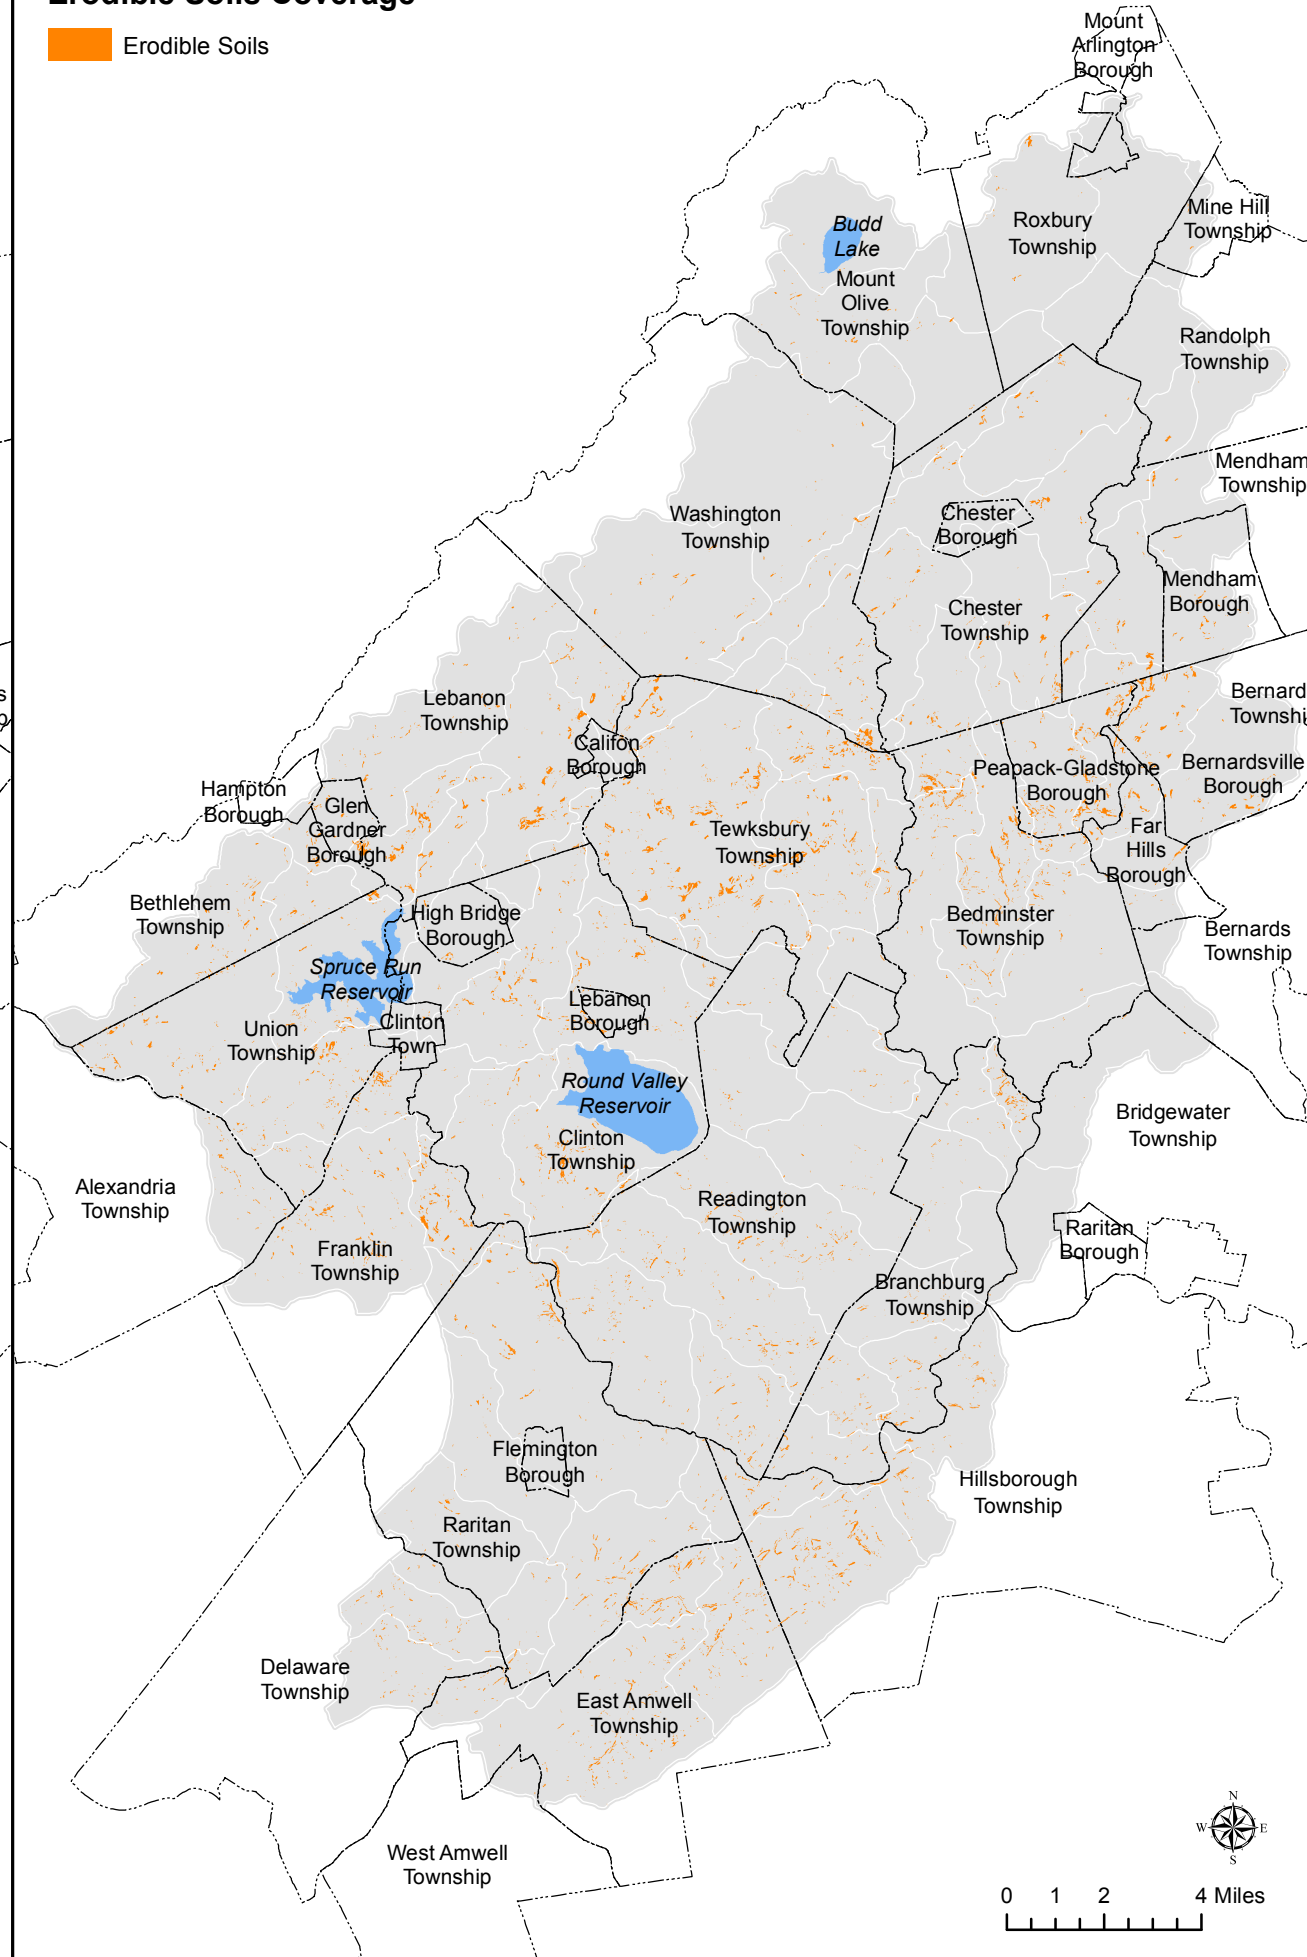 Erodible Soils Coverage
Erodible Soils
Mount
Arlington
Borough
Budd
Lake
Mount
Olive
Township
Roxbury
Township
Mine Hill
Township
Randolph
Township
Mendham
Township
Washington
Township
Chester
Borough
Chester
Township
Mendham
Borough
Lebanon
Township
Califon
Borough
Bernard
Townshi
Peapack-Gladstone
Borough
Bernardsville
Borough
Hampton
Borough
Glen
Gardner
Borough
Tewksbury
Township
Far
Hills
Borough
Bethlehem
Township
High Bridge
Borough
Bedminster
Township
Bernards
Township
Spruce Run
Reservoir
Lebanon
Borough
Union
Township
Clinton
Town
Round Valley
Reservoir
Clinton
Township
Bridgewater
Township
Alexandria
Township
Readington
Township
Raritan
Borough
Franklin
Township
Branchburg
Township
Flemington
Borough
Hillsborough
Township
Raritan
Township
Delaware
Township
East Amwell
Township
West Amwell
Township
N
W E
S
0 1 2 4 Miles